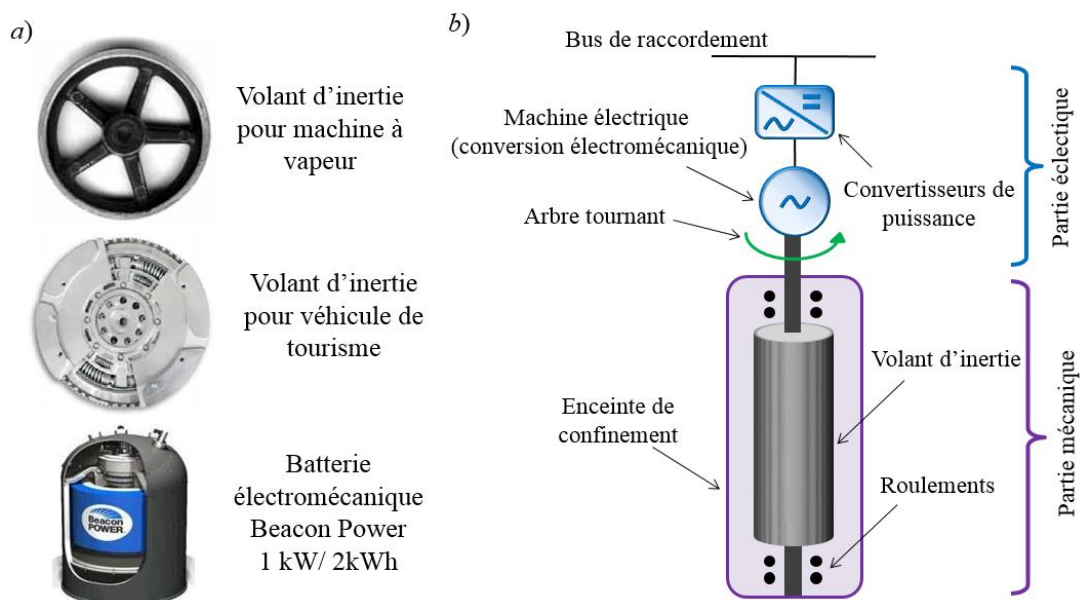 a)
Volant d’inertie
pour machine à
vapeur
Volant d’inertie
pour véhicule de
tourisme
Beacon
POWER
Batterie
électromécanique
Beacon Power
1 kW/ 2kWh
b)
Bus de raccordement
Machine électrique
(conversion électromécanique)
Convertisseurs de
puissance
Arbre tournant
Partie éclectique
Volant d’inertie
Enceinte de
confinement
Roulements
Partie mécanique